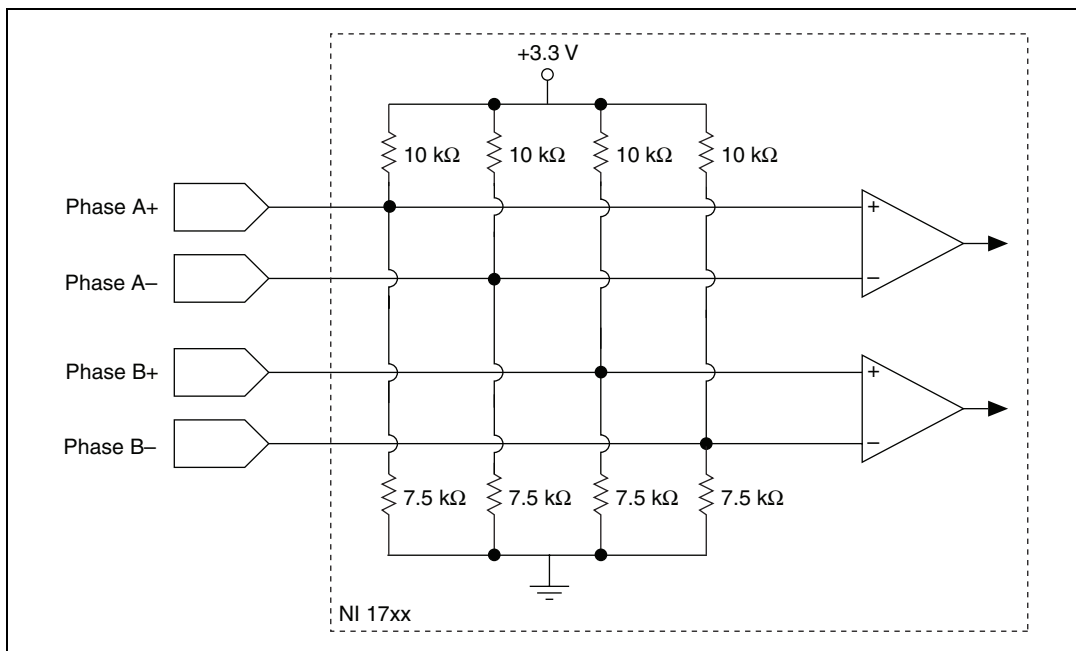 +3.3 V
10 kΩ 10 kΩ 10 kΩ 10 kΩ
Phase A+
+
Phase A–
–
Phase B+
+
Phase B–
–
7.5 kΩ 7.5 kΩ 7.5 kΩ 7.5 kΩ
NI 17xx